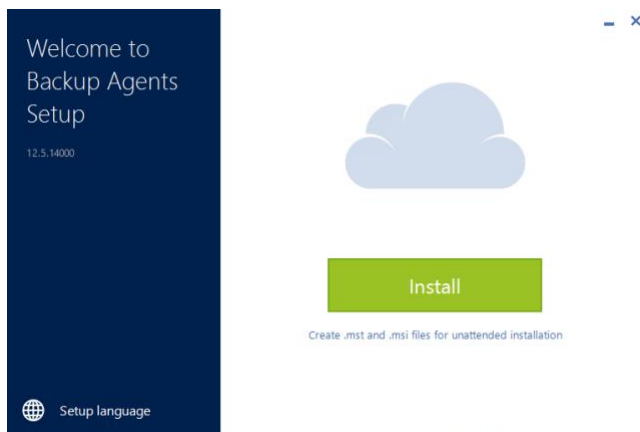 Welcome to
Backup Agents
Setup
12.5.14000
Install
Create .mst and .msi files for unattended installation
Setup language